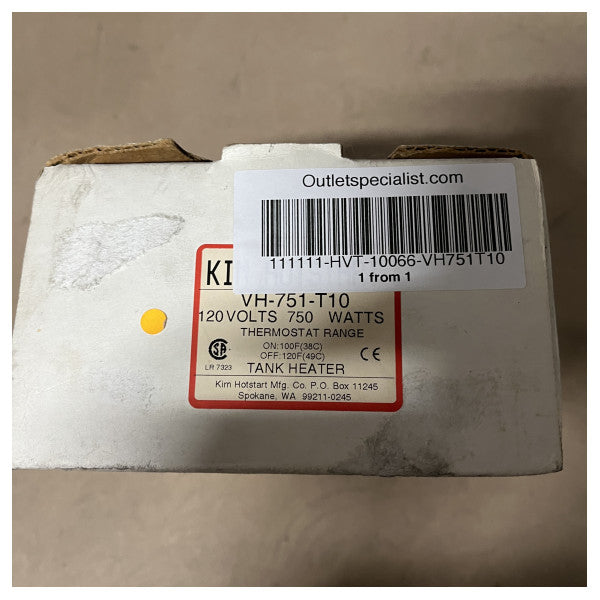 Outletspecialist.com
111111-HVT-10066-VH751T10
1 from 1
KI
VH-751-T10
120 VOLTS 750 WATTS
THERMOSTAT RANGE
ON:100F(38C)
OFF:120F(49C)
SA
CE
LR 7323
TANK HEATER
Kim Hotstart Mfg. Co. P.O. Box 11245
Spokane, WA 99211-0245